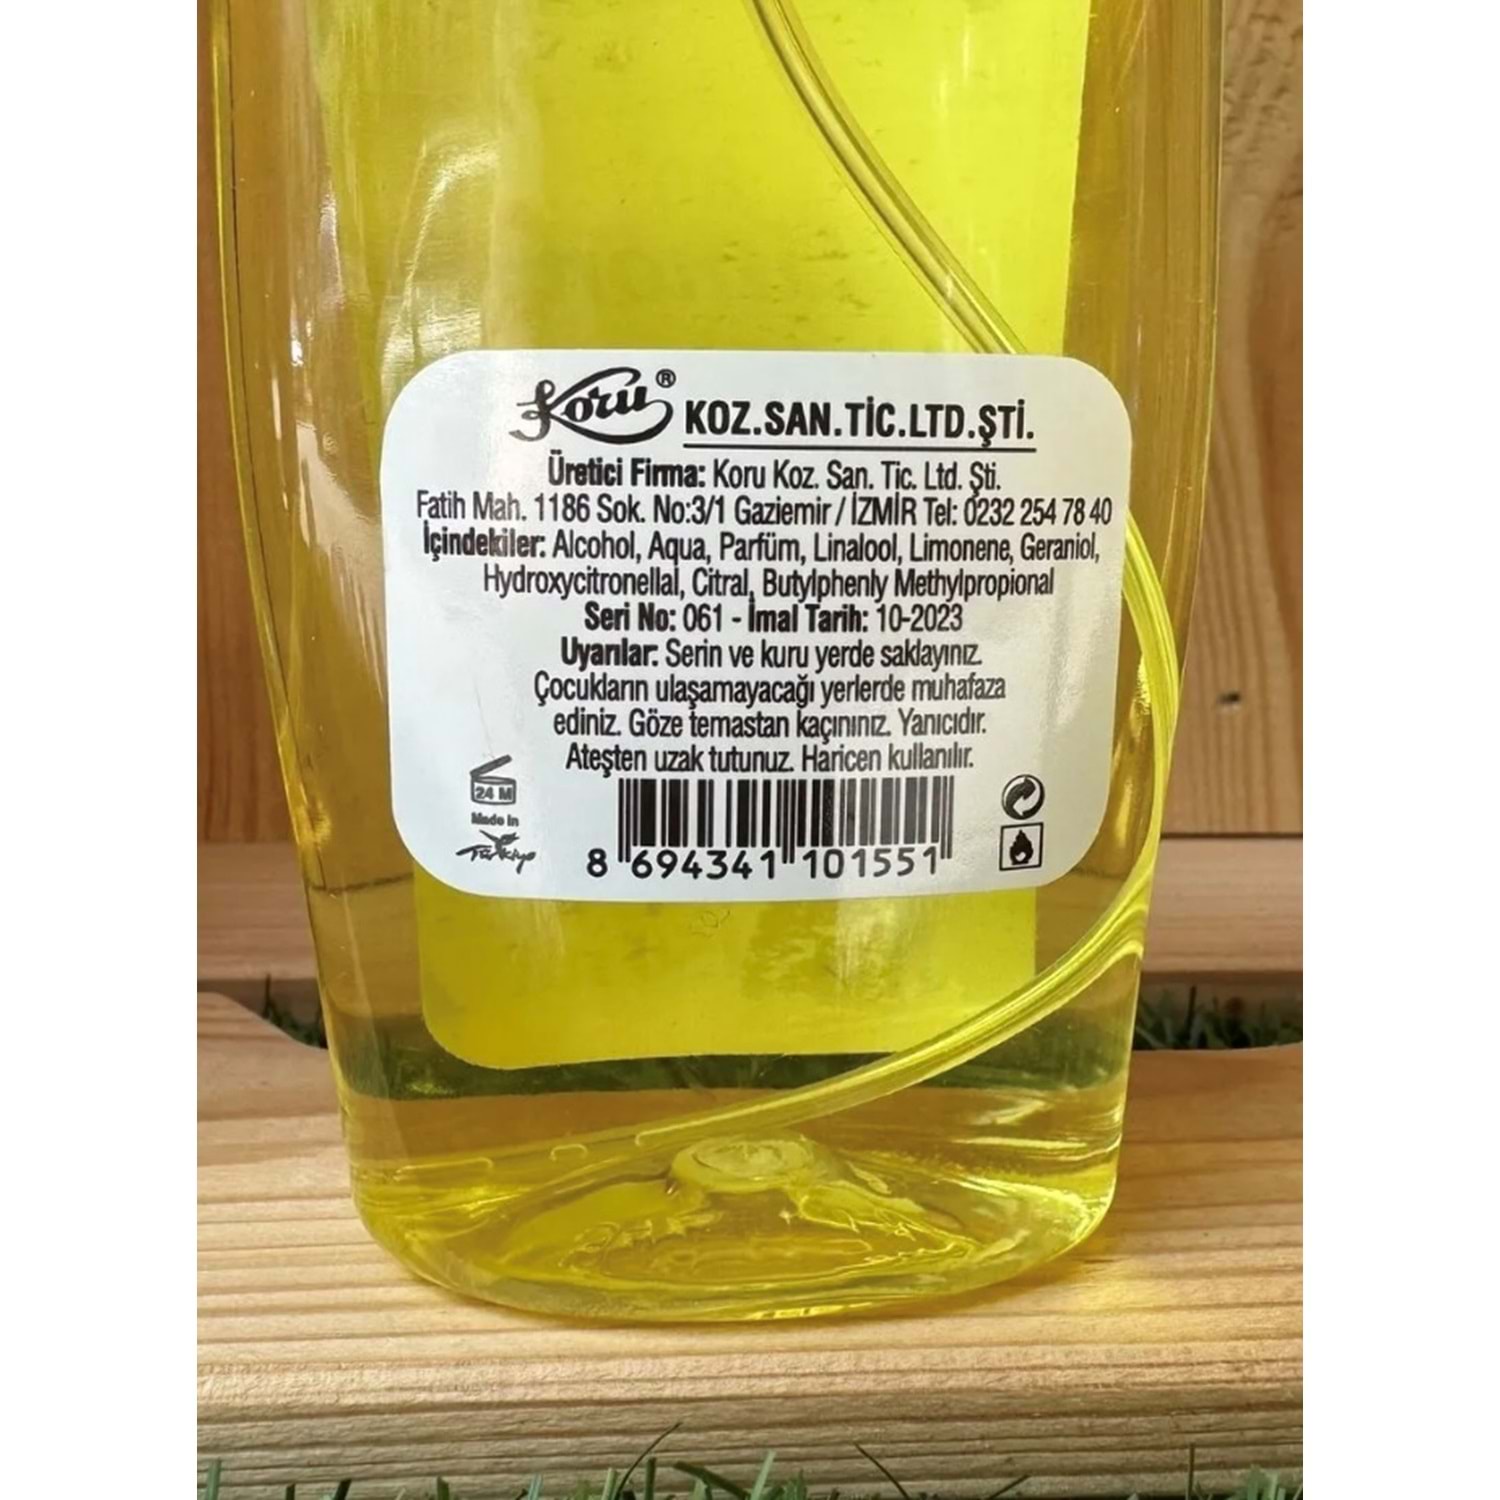 Koru® KOZ.SAN.TİC.LTD.ŞTİ.
Üretici Firma: Koru Koz. San. Tic. Ltd. Şti.
Fatih Mah. 1186 Sok. No:3/1 Gaziemir / İZMİR Tel: 0232 254 78 40
İçindekiler: Alcohol, Aqua, Parfüm, Linalool, Limonene, Geraniol,
Hydroxycitronellal, Citral, Butylphenly Methylpropional
Seri No: 061 - İmal Tarih: 10-2023
Uyarılar: Serin ve kuru yerde saklayınız.
Çocukların ulaşamayacağı yerlerde muhafaza
ediniz. Göze temastan kaçınınız. Yanıcıdır.
Ateşten uzak tutunuz. Haricen kullanılır.
24 M
Made in
Türkiye
8 694341 101551